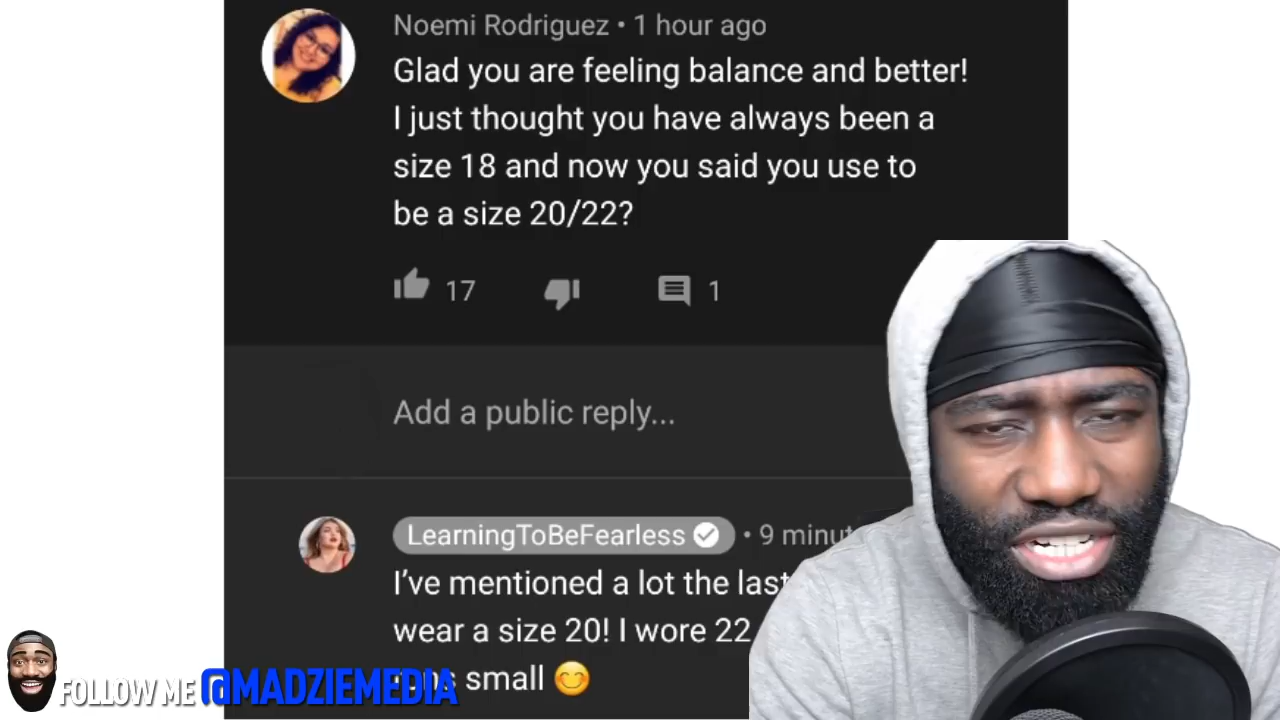 Noemi Rodriguez • 1 hour ago
Glad you are feeling balance and better!
I just thought you have always been a
size 18 and now you said you use to
be a size 20/22?
17
1
Add a public reply...
LearningToBeFearless • 9
I've mentioned a lot the last
wear a size 20! I wore 22
small 😊
FOLLOW ME @MADZIEMEDIA